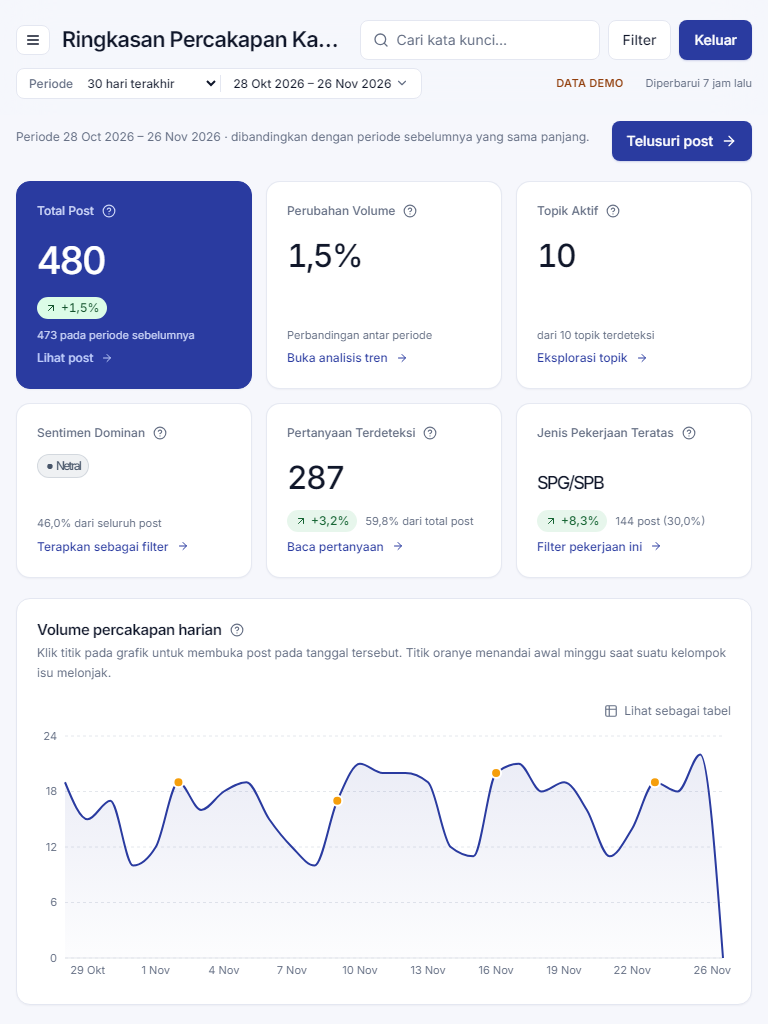 Ringkasan Percakapan Ka...
Cari kata kunci...
Filter
Keluar
Periode 30 hari terakhir 28 Okt 2026 – 26 Nov 2026
DATA DEMO
Diperbarui 7 jam lalu
Periode 28 Oct 2026 – 26 Nov 2026 · dibandingkan dengan periode sebelumnya yang sama panjang.
Telusuri post
Total Post
480
+1,5%
473 pada periode sebelumnya
Lihat post
Perubahan Volume
1,5%
Perbandingan antar periode
Buka analisis tren
Topik Aktif
10
dari 10 topik terdeteksi
Eksplorasi topik
Sentimen Dominan
Netral
46,0% dari seluruh post
Terapkan sebagai filter
Pertanyaan Terdeteksi
287
+3,2% 59,8% dari total post
Baca pertanyaan
Jenis Pekerjaan Teratas
SPG/SPB
+8,3% 144 post (30,0%)
Filter pekerjaan ini
Volume percakapan harian
Klik titik pada grafik untuk membuka post pada tanggal tersebut. Titik oranye menandai awal minggu saat suatu kelompok
isu melonjak.
Lihat sebagai tabel
24
18
12
6
0
29 Okt 1 Nov 4 Nov 7 Nov 10 Nov 13 Nov 16 Nov 19 Nov 22 Nov 26 Nov